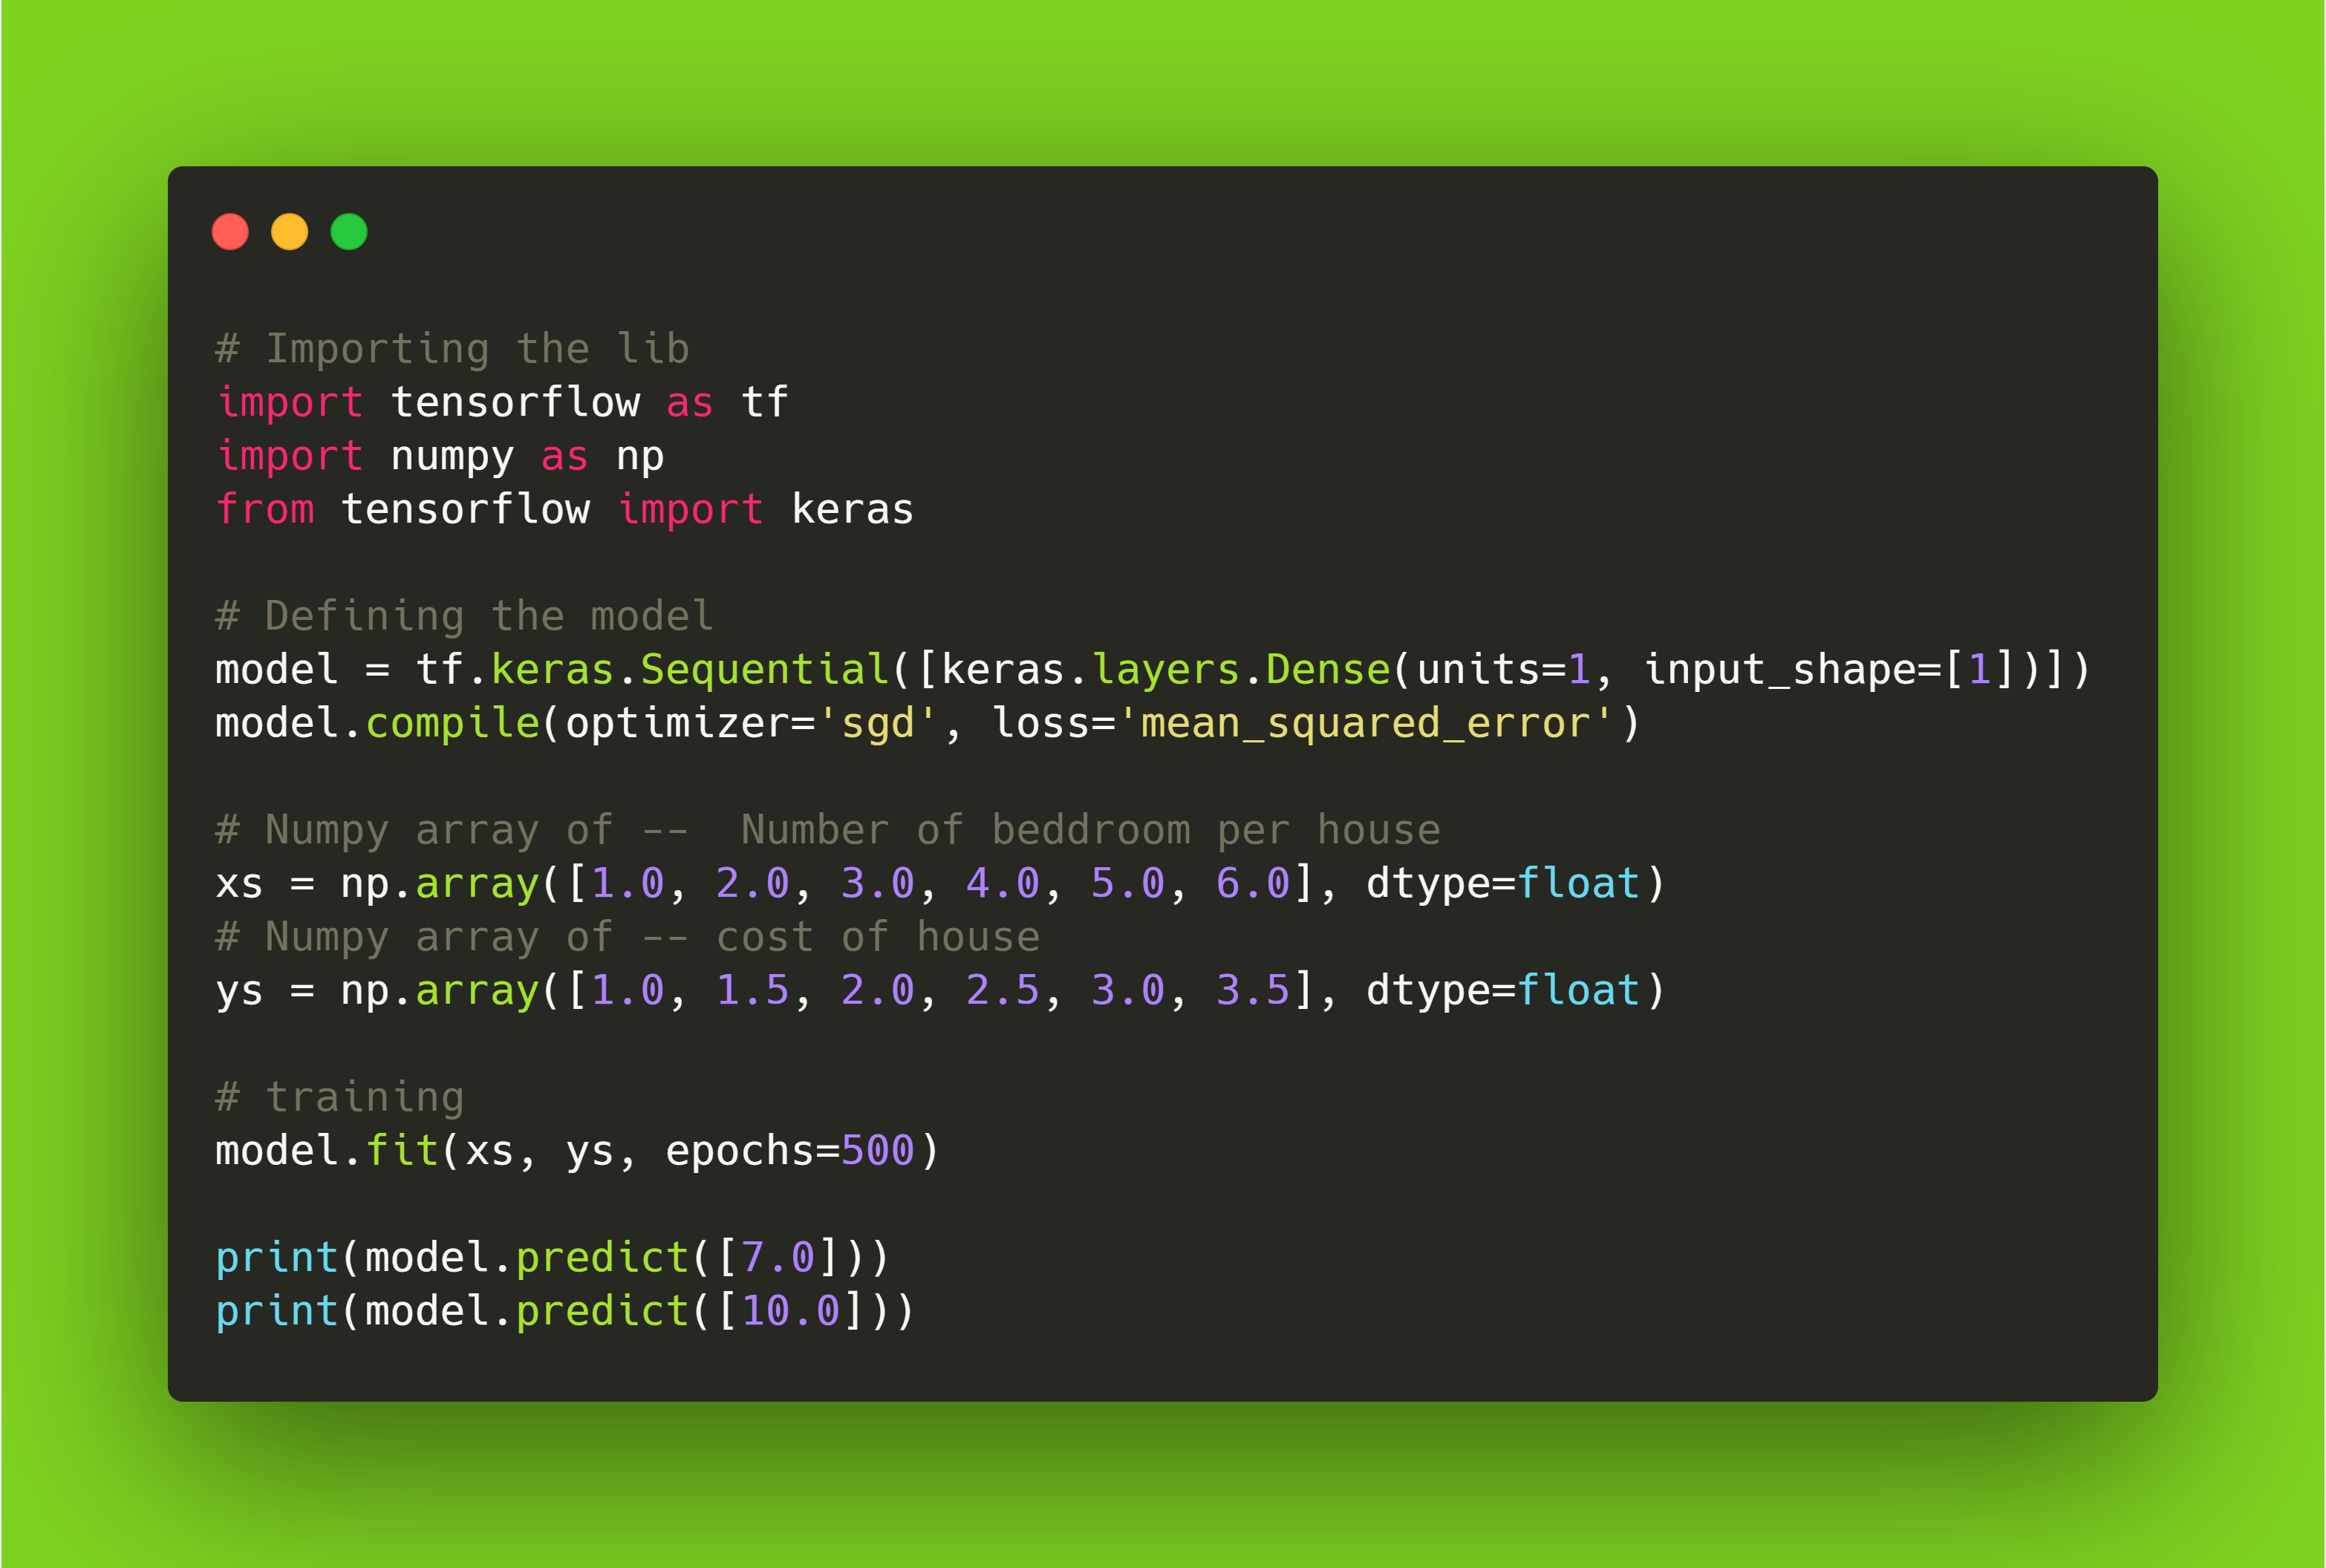 # Importing the lib
import tensorflow as tf
import numpy as np
from tensorflow import keras
# Defining the model
model = tf.keras.Sequential([keras.layers.Dense(units=1, input_shape=[1])])
model.compile(optimizer='sgd', loss='mean_squared_error')
# Numpy array of --  Number of beddroom per house
xs = np.array([1.0, 2.0, 3.0, 4.0, 5.0, 6.0], dtype=float)
# Numpy array of -- cost of house
ys = np.array([1.0, 1.5, 2.0, 2.5, 3.0, 3.5], dtype=float)
# training
model.fit(xs, ys, epochs=500)
print(model.predict([7.0]))
print(model.predict([10.0]))